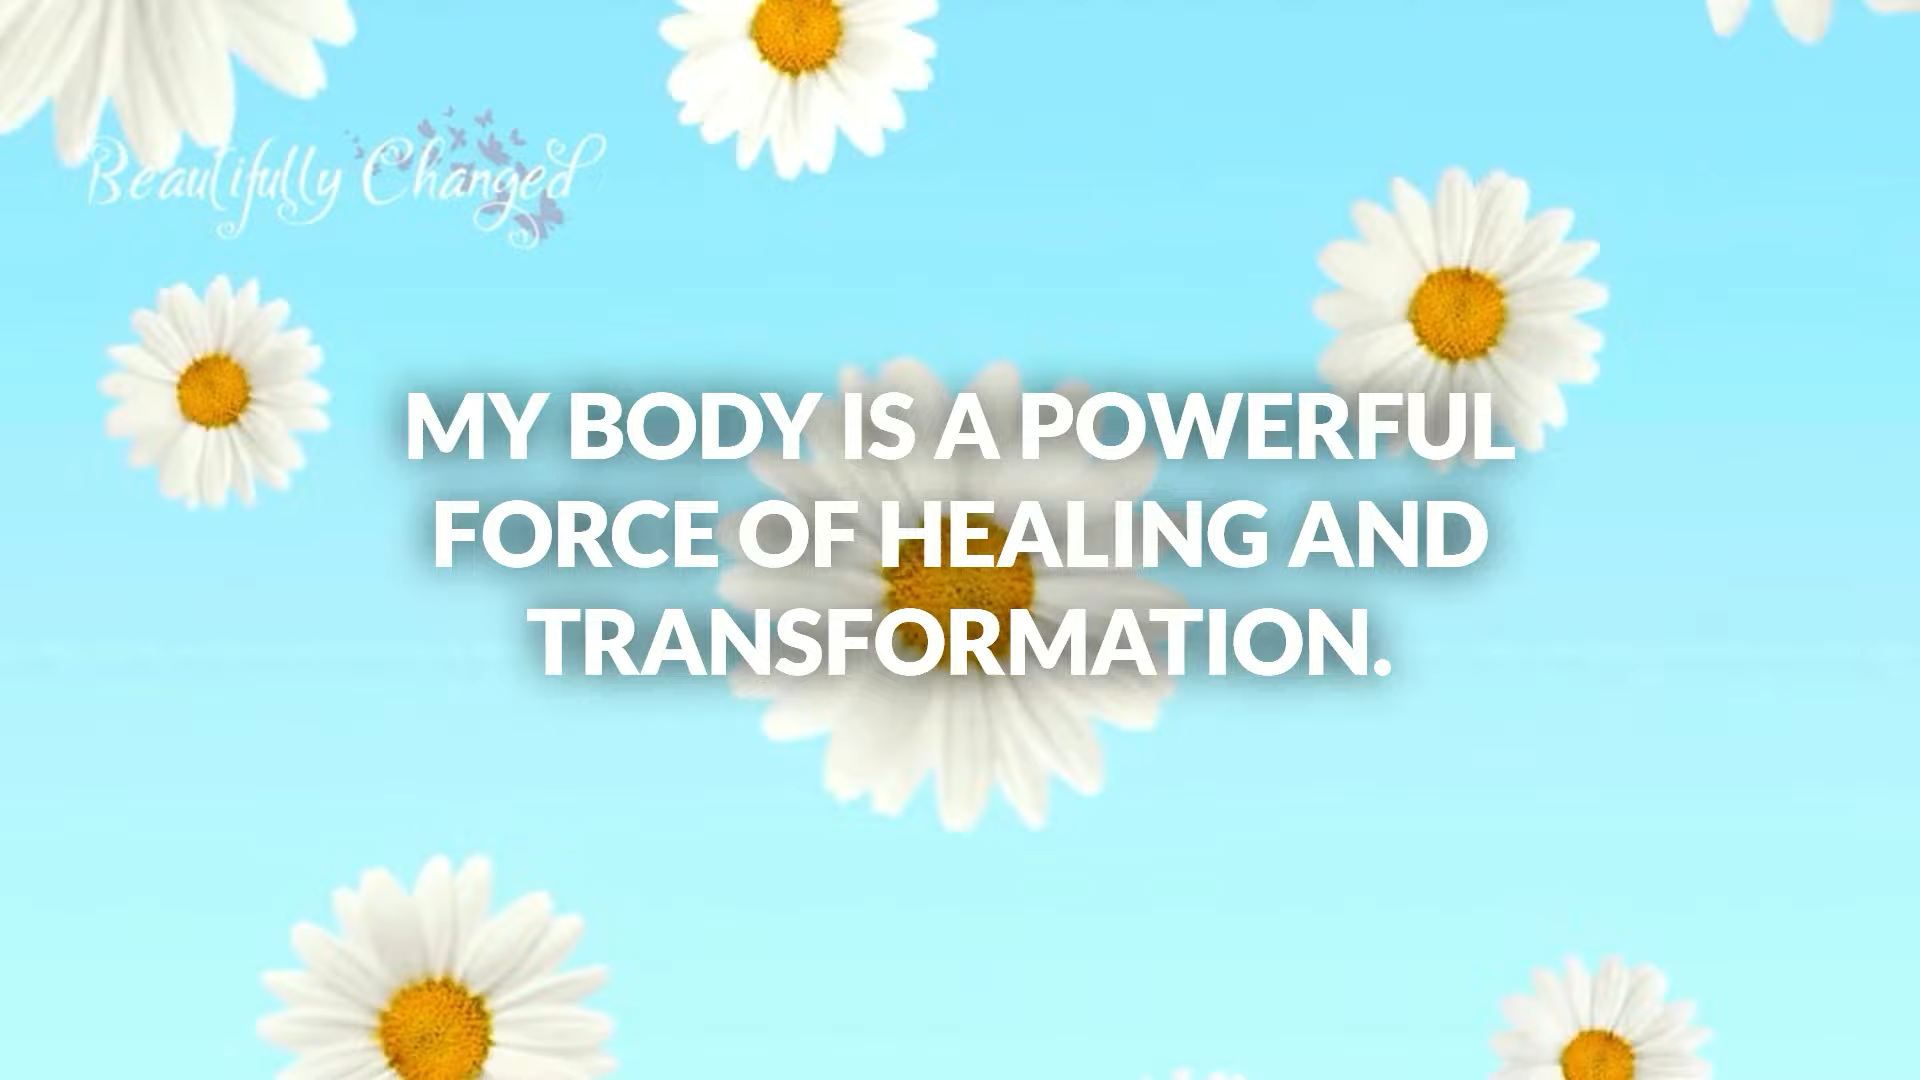 Beautifully Changed
MY BODY IS A POWERFUL
FORCE OF HEALING AND
TRANSFORMATION.